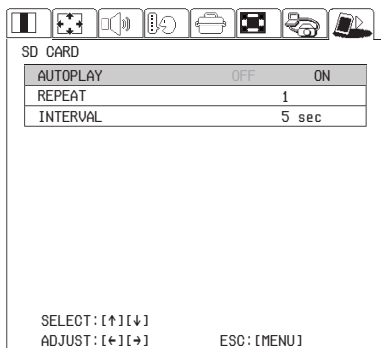 SD CARD
AUTOPLAY OFF ON
REPEAT 1
INTERVAL 5 sec
SELECT:[↑][↓]
ADJUST:[←][→] ESC:[MENU]